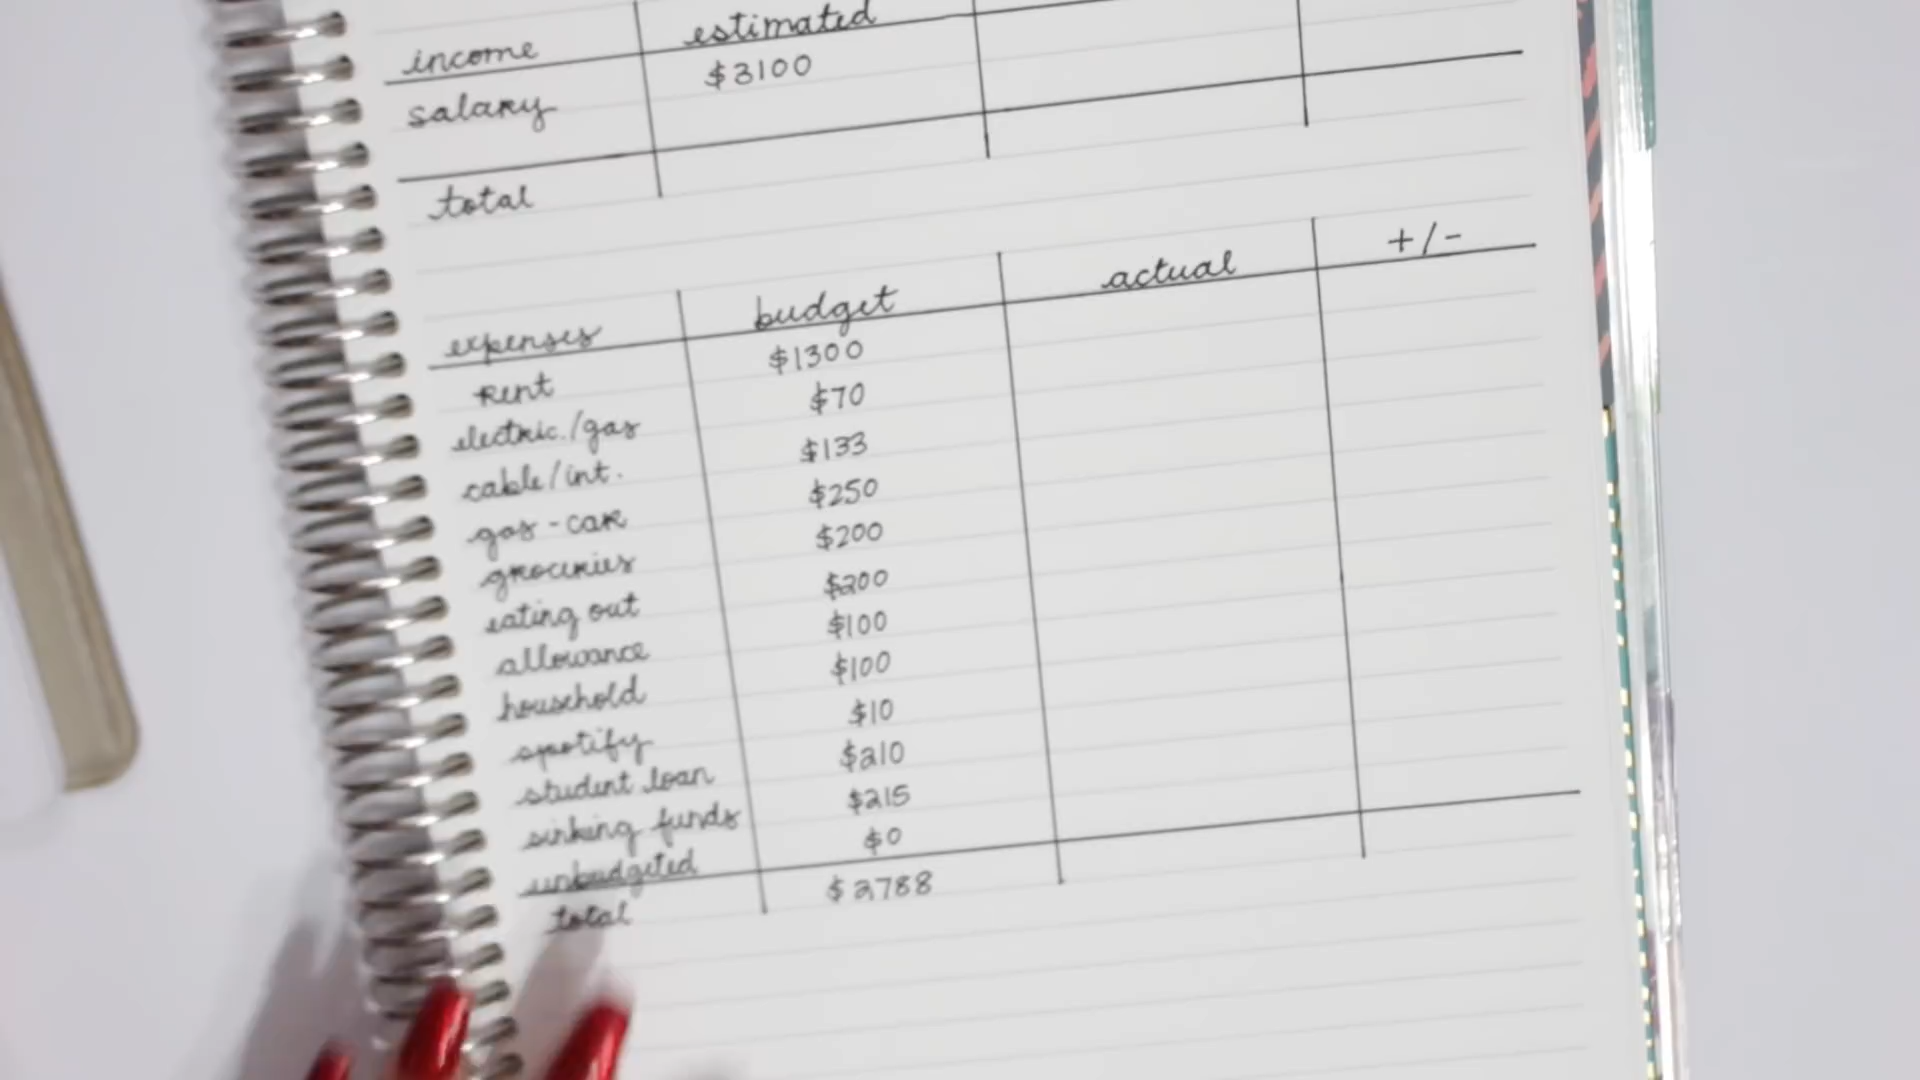 income estimated
salary $3100
total
expenses budget actual +/-
Rent $1300
electric./gas $70
cable/int. $133
gas-car $250
groceries $200
eating out $200
allowance $100
household $100
spotify $10
student loan $210
sinking funds $215
unbudgeted $0
total $2788